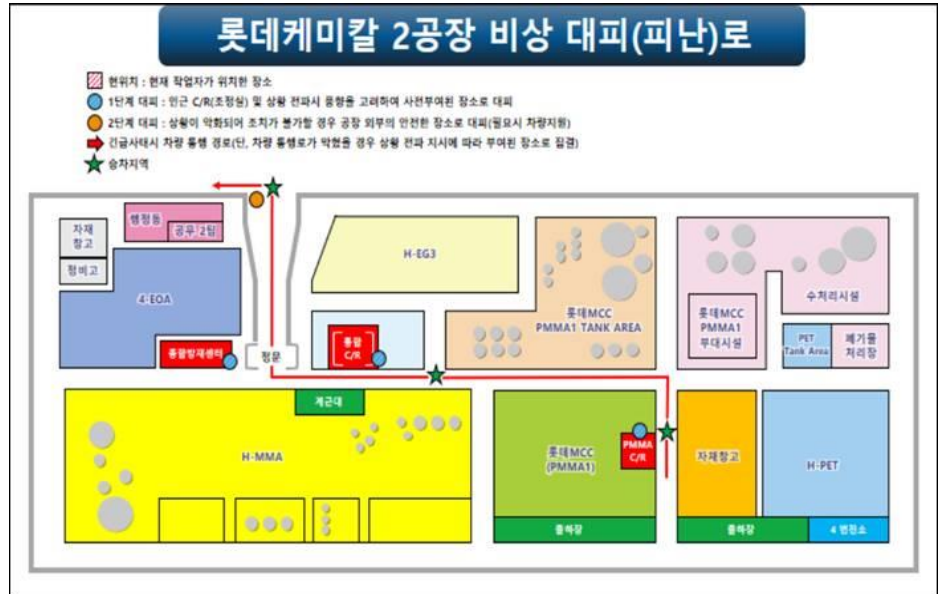 롯데케미칼 2공장 비상 대피(피난)로
현위치 : 현재 작업자가 위치한 장소
1단계 대피 : 인근 C/R(조정실) 및 상황 전파시 풍향을 고려하여 사전부여된 장소로 대피
2단계 대피 : 상황이 악화되어 조치가 불가할 경우 공장 외부의 안전한 장소로 대피(필요시 차량지원)
긴급사태시 차량 통행 경로(단, 차량 통행로가 막혔을 경우 상황 전파 지시에 따라 부여된 장소로 집결)
승차지역
행정동
공무 2팀
자재
창고
정비고
4-EOA
통합방재센터
정문
H-EG3
통합
C/R
롯데MCC
PMMA1 TANK AREA
수처리시설
롯데MCC
PMMA1
부대시설
PET
Tank Area
폐기물
처리장
계근대
H-MMA
롯데MCC
(PMMA1)
PMMA
C/R
출하장
자재창고
H-PET
출하장
4 변전소